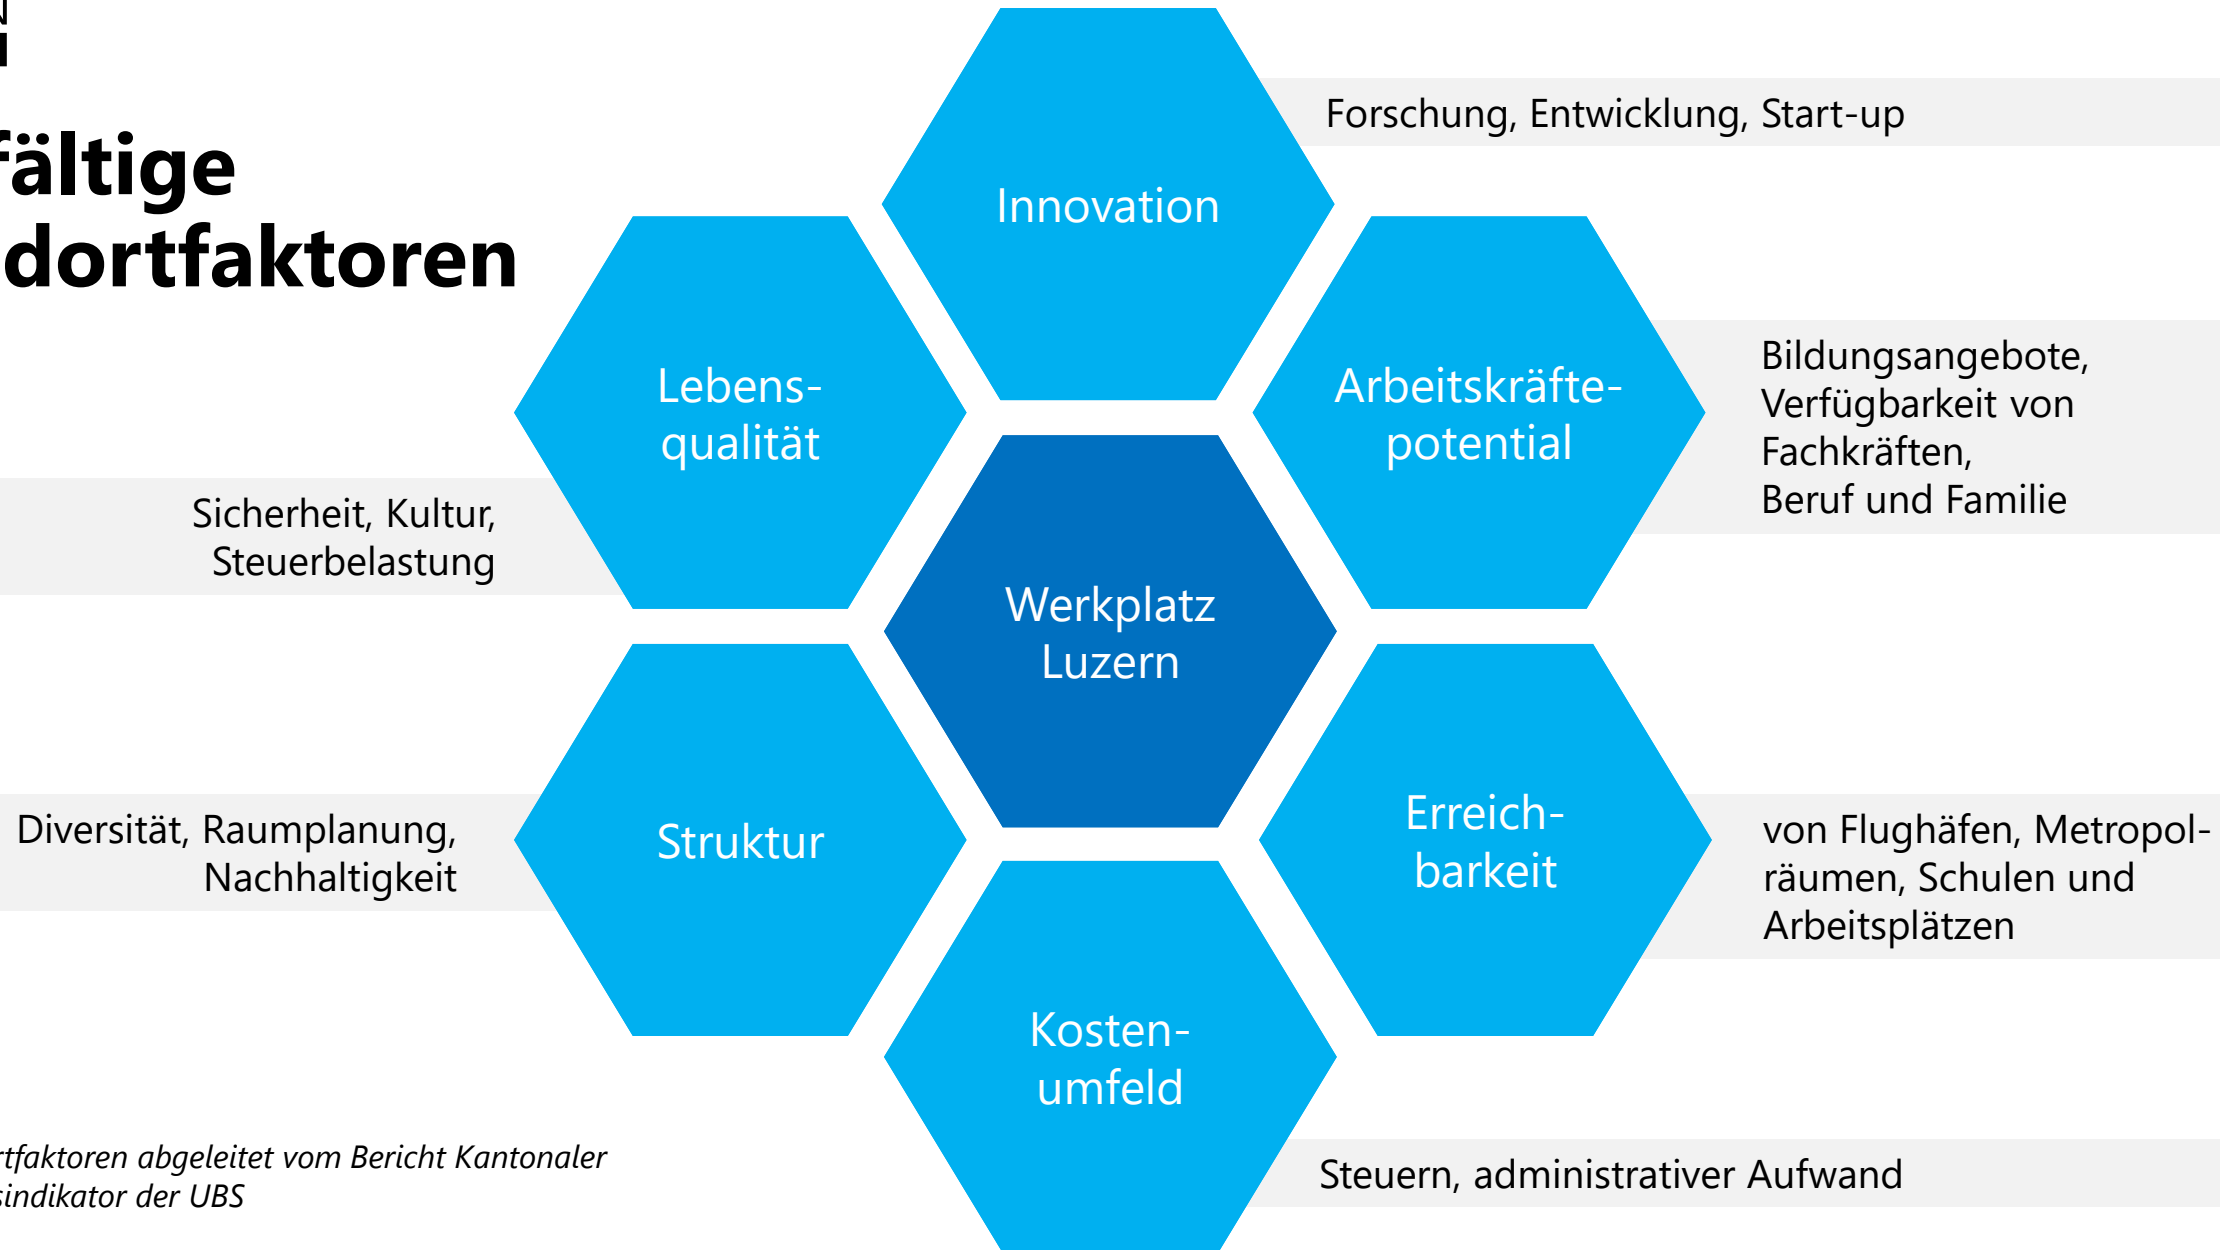 fältige
dortfaktoren
Innovation
Forschung, Entwicklung, Start-up
Lebens-
qualität
Arbeitskräfte-
potential
Bildungsangebote,
Verfügbarkeit von
Fachkräften,
Beruf und Familie
Sicherheit, Kultur,
Steuerbelastung
Werkplatz
Luzern
Struktur
Diversität, Raumplanung,
Nachhaltigkeit
Erreich-
barkeit
von Flughäfen, Metropol-
räumen, Schulen und
Arbeitsplätzen
Kosten-
umfeld
Steuern, administrativer Aufwand
rtfaktoren abgeleitet vom Bericht Kantonaler
sindikator der UBS